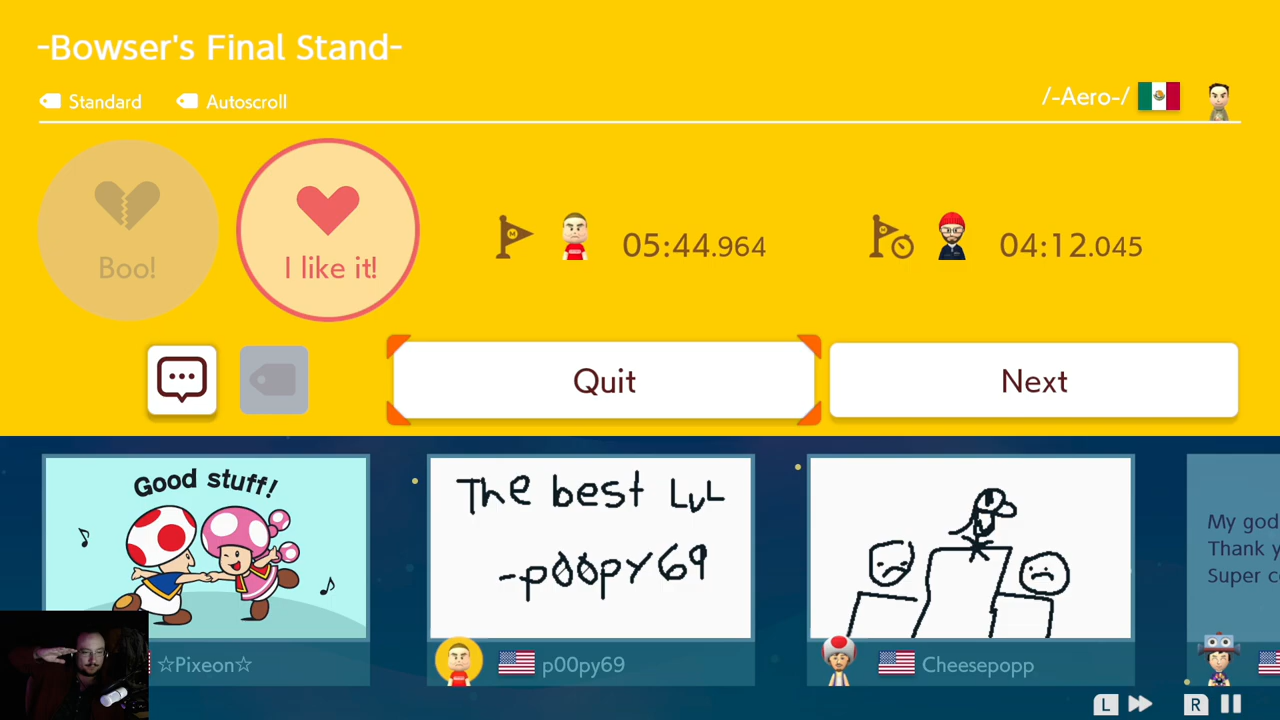 -Bowser's Final Stand-
Standard Autoscroll
/-Aero-/
Boo!
I like it!
05:44.964
04:12.045
Quit
Next
Good stuff!
The best LvL
-p00py69
My god
Thank y
Super c
☆Pixeon☆
p00py69
Cheesepopp
L
R